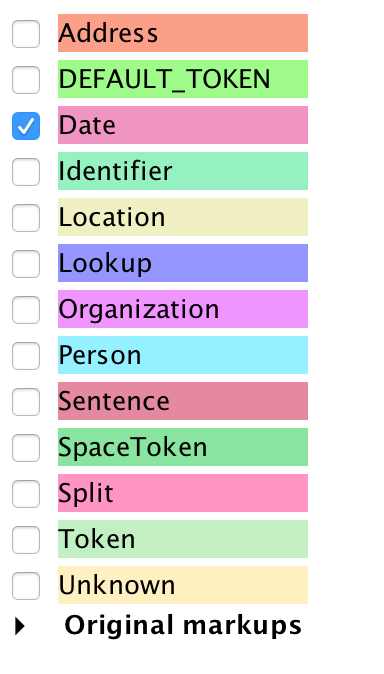 Address
DEFAULT_TOKEN
Date
Identifier
Location
Lookup
Organization
Person
Sentence
SpaceToken
Split
Token
Unknown
Original markups